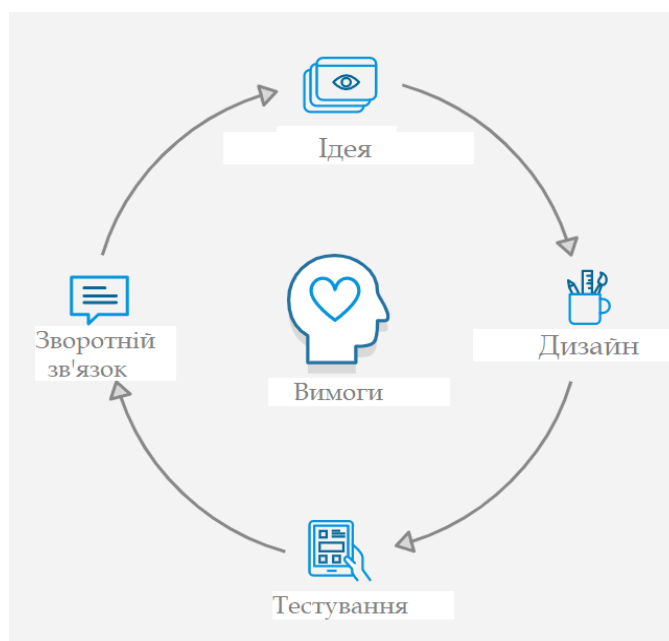 Ідея
Дизайн
Зворотній
зв'язок
Вимоги
Тестування